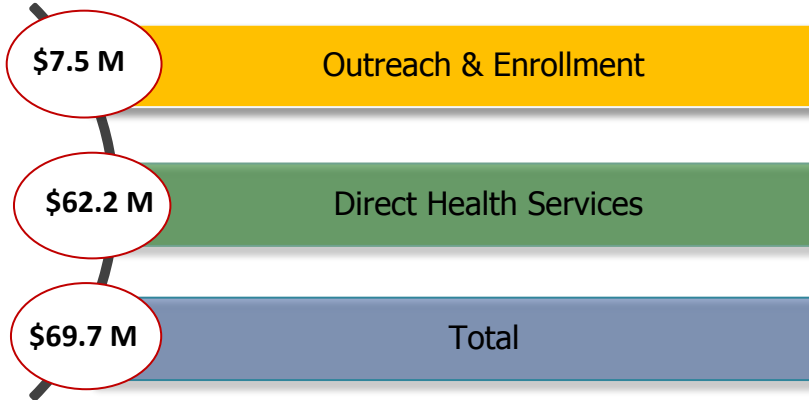 $7.5 M
Outreach & Enrollment
$62.2 M
Direct Health Services
$69.7 M
Total